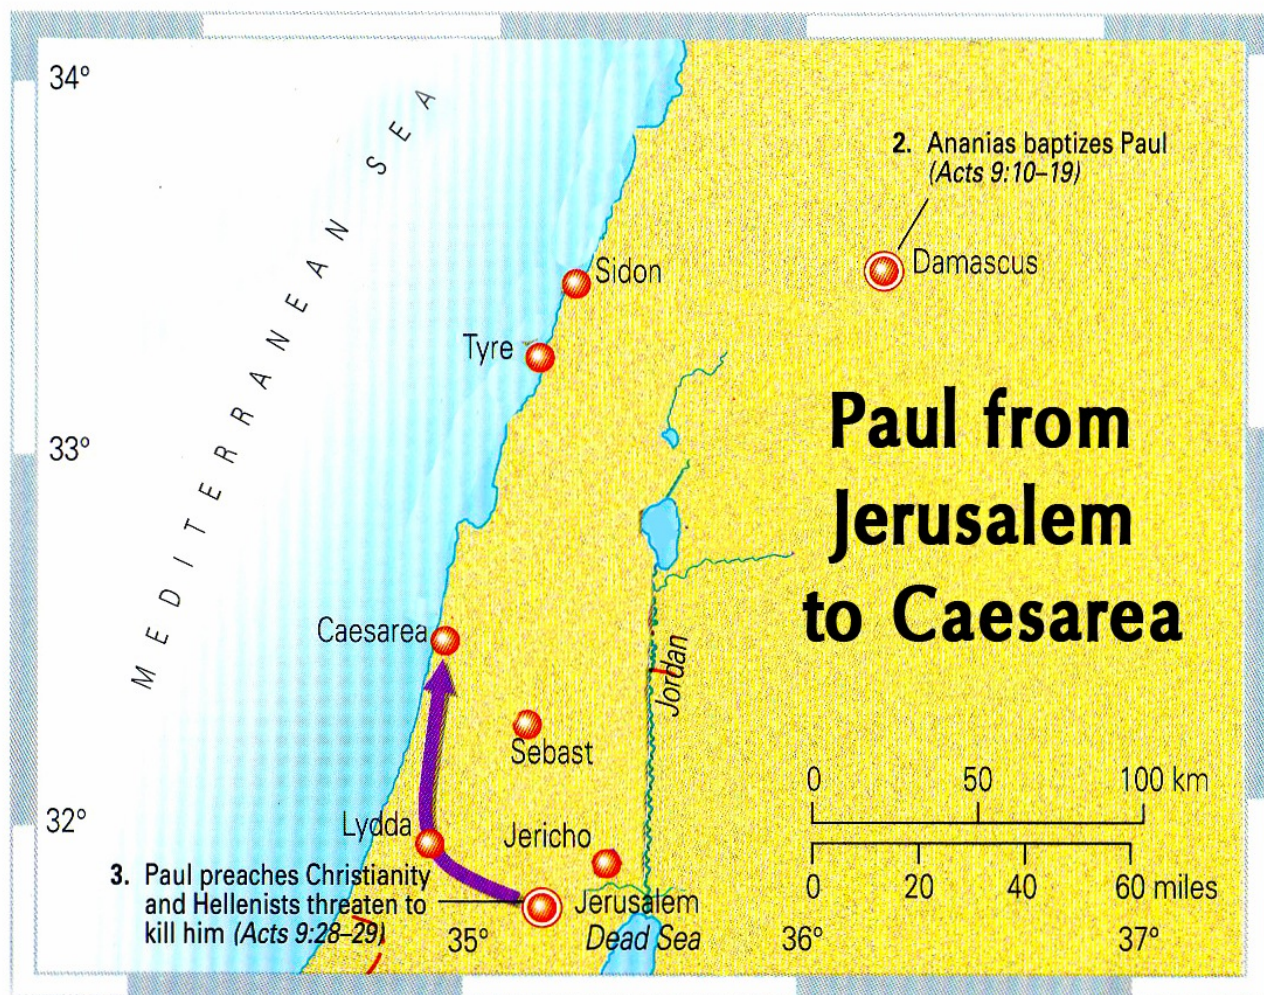 34°
MEDITERRANEAN SEA
2. Ananias baptizes Paul
(Acts 9:10–19)
Damascus
Sidon
Tyre
33°
Paul from
Jerusalem
to Caesarea
Caesarea
Jordan
Sebast
0 50 100 km
32°
Lydda
Jericho
0 20 40 60 miles
3. Paul preaches Christianity
and Hellenists threaten to
kill him (Acts 9:28–29)
Jerusalem
Dead Sea
35°
36°
37°